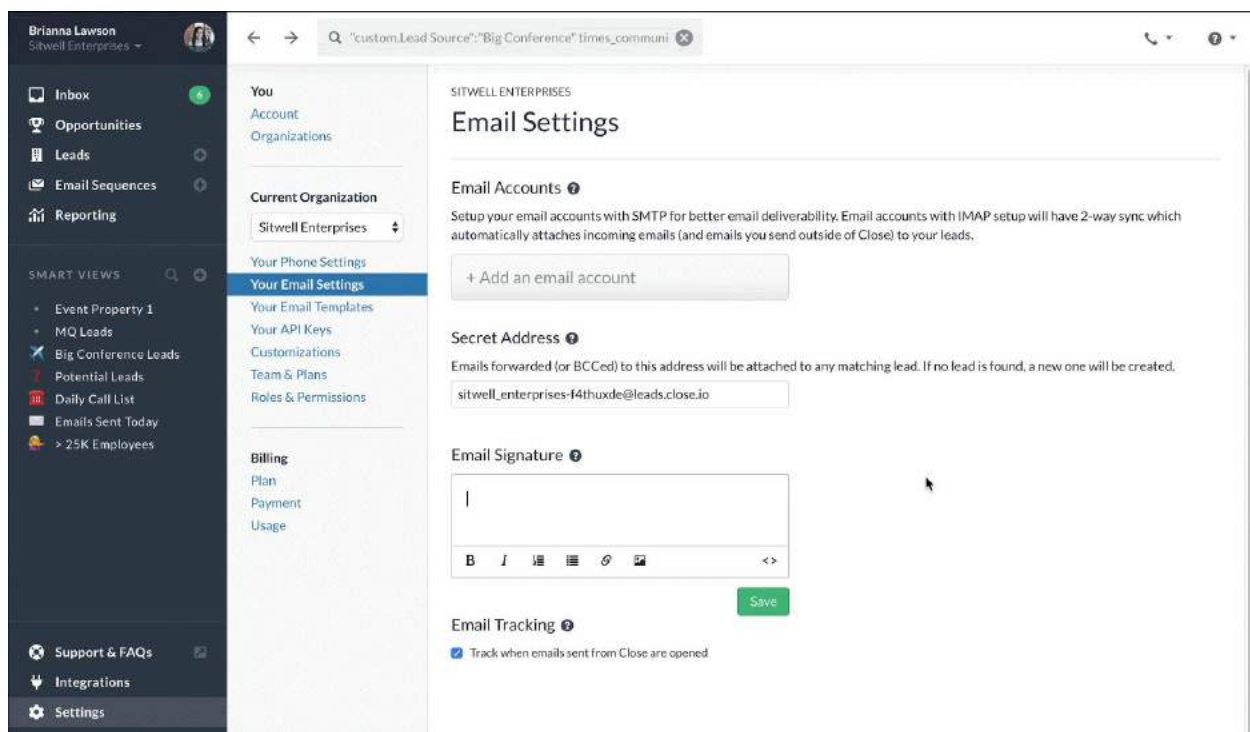 Brianna Lawson
Sitwell Enterprises
"custom.Lead Source":"Big Conference" times_communi
Inbox
6
Opportunities
Leads
Email Sequences
Reporting
SMART VIEWS
Event Property 1
MQ Leads
Big Conference Leads
Potential Leads
Daily Call List
Emails Sent Today
> 25K Employees
Support & FAQs
Integrations
Settings
You
Account
Organizations
Current Organization
Sitwell Enterprises
Your Phone Settings
Your Email Settings
Your Email Templates
Your API Keys
Customizations
Team & Plans
Roles & Permissions
Billing
Plan
Payment
Usage
SITWELL ENTERPRISES
Email Settings
Email Accounts ?
Setup your email accounts with SMTP for better email deliverability. Email accounts with IMAP setup will have 2-way sync which
automatically attaches incoming emails (and emails you send outside of Close) to your leads.
+ Add an email account
Secret Address ?
Emails forwarded (or BCCed) to this address will be attached to any matching lead. If no lead is found, a new one will be created.
sitwell_enterprises-f4thuxde@leads.close.io
Email Signature ?
B I <>
Save
Email Tracking ?
Track when emails sent from Close are opened